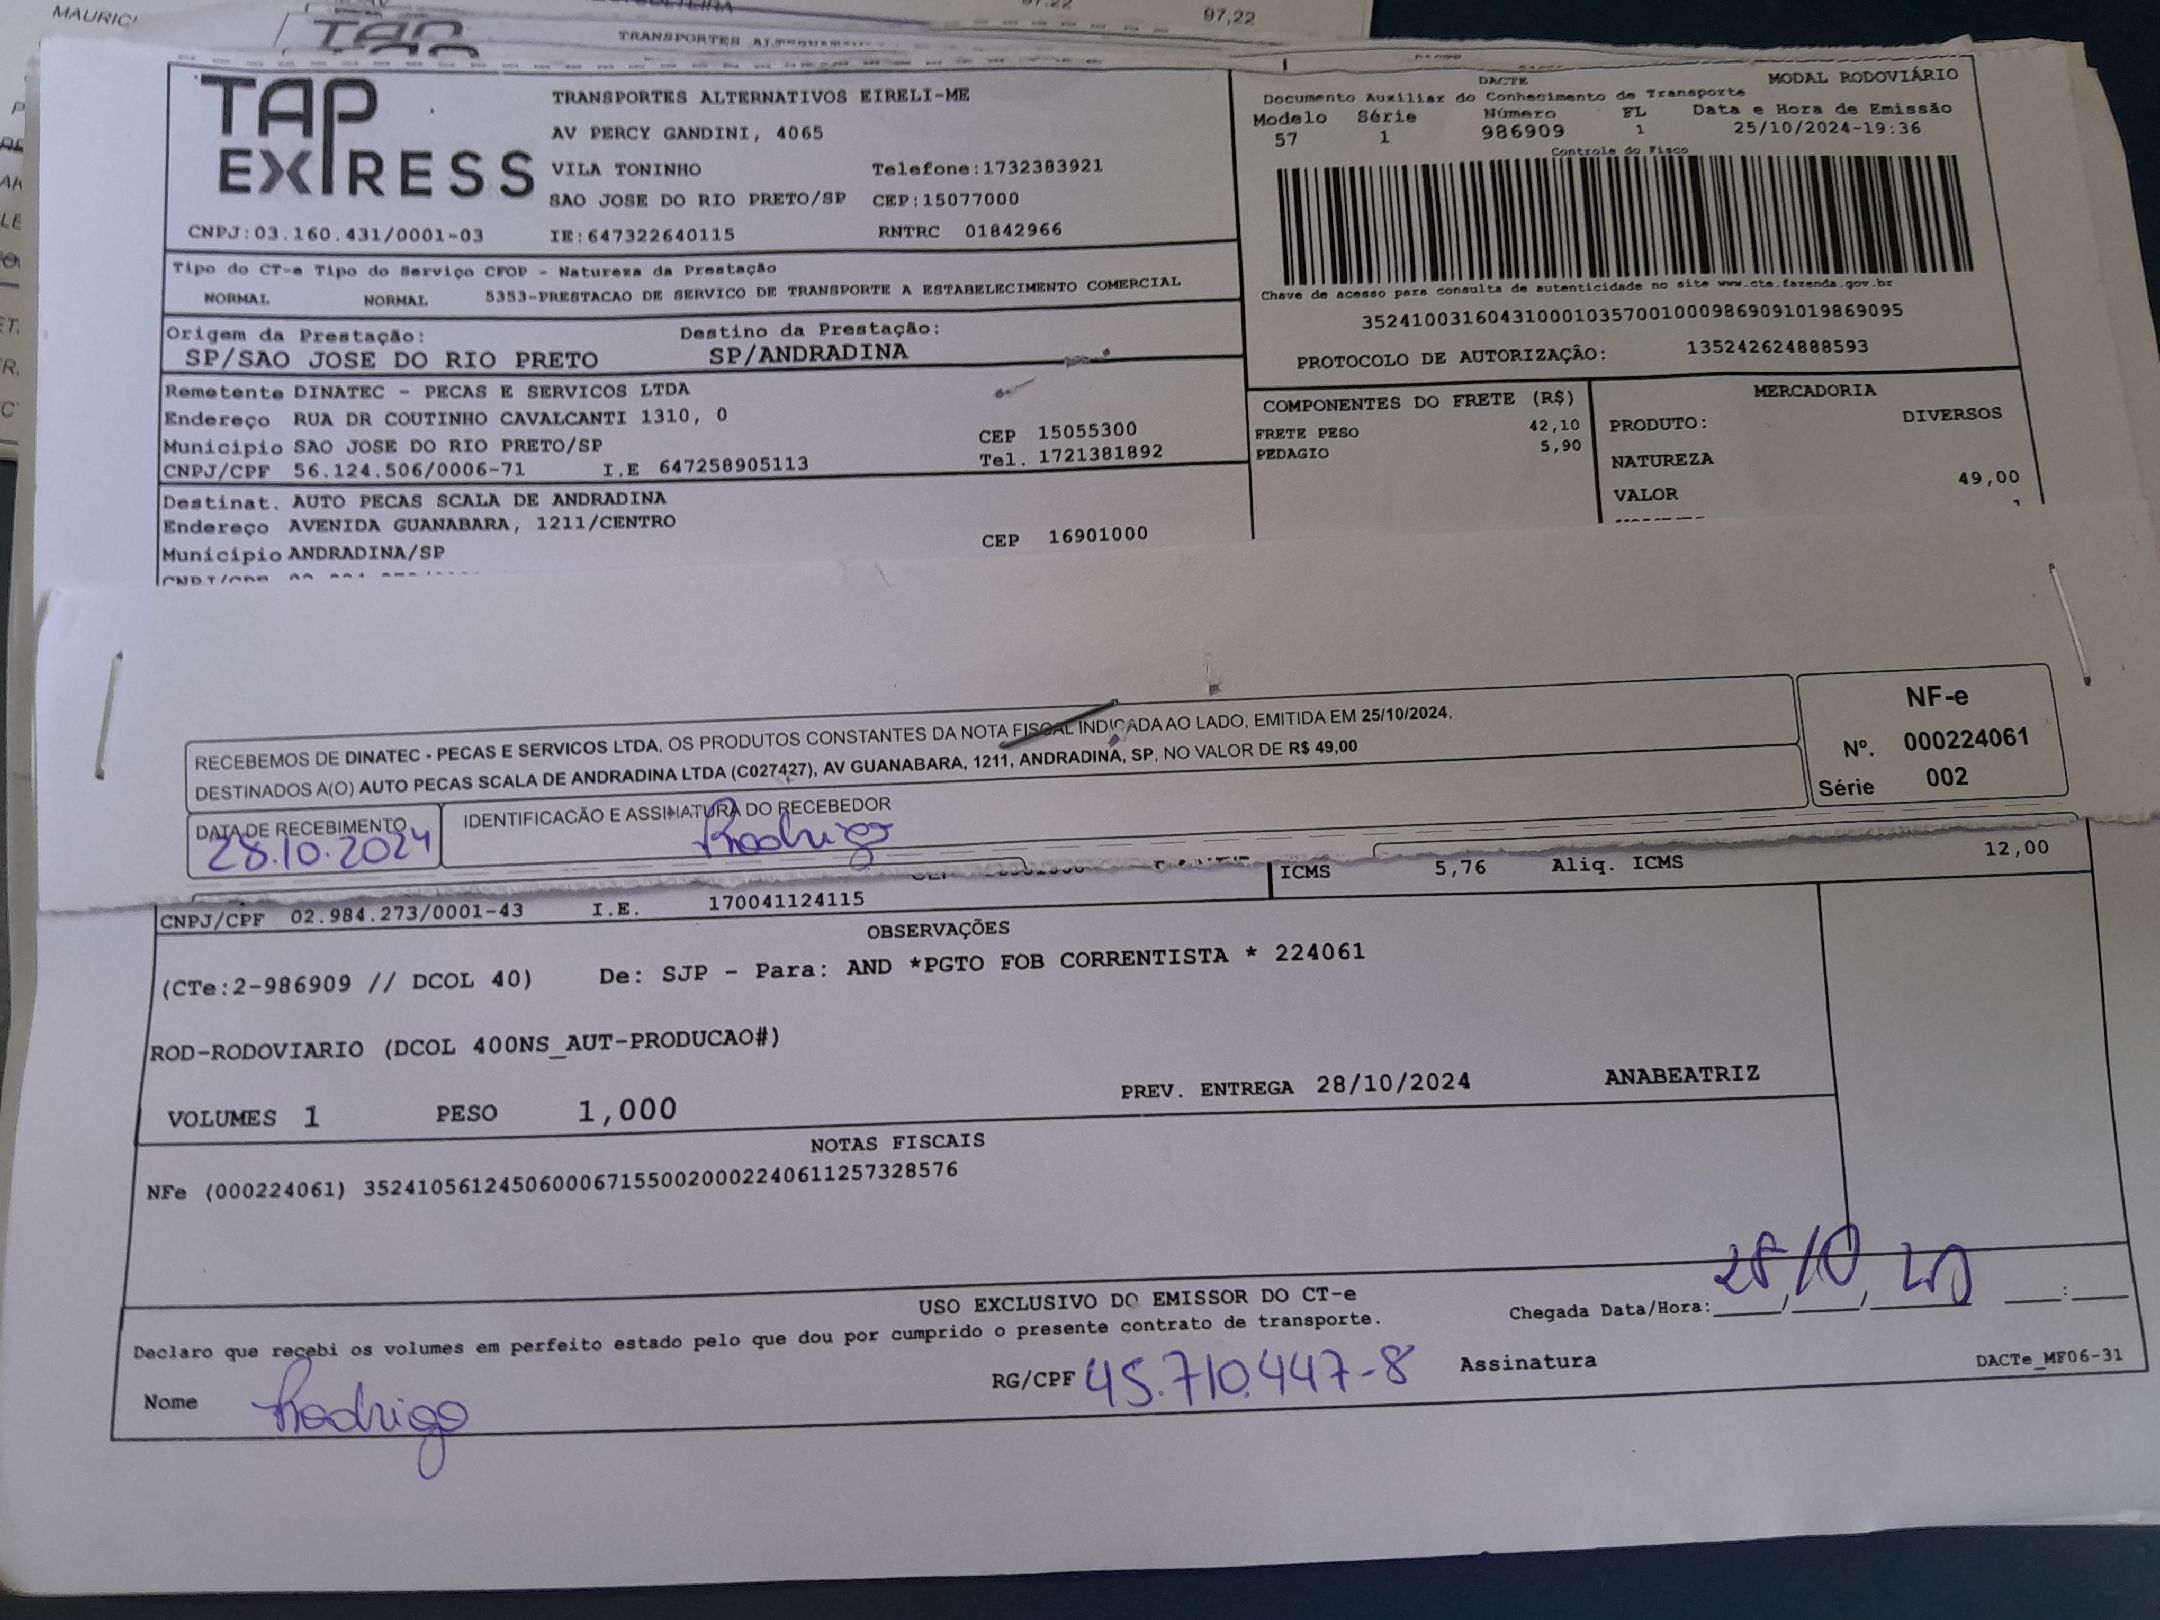 MAURICI
97,22
97,22
TRANSPORTES
TAP EXPRESS
TRANSPORTES ALTERNATIVOS EIRELI-ME
AV PERCY GANDINI, 4065
VILA TONINHO Telefone:1732383921
SAO JOSE DO RIO PRETO/SP CEP:15077000
CNPJ:03.160.431/0001-03 IE:647322640115 RNTRC 01842966
DACTE MODAL RODOVIÁRIO
Documento Auxiliar do Conhecimento de Transporte
Modelo Série Número FL Data e Hora de Emissão
57 1 986909 1 25/10/2024-19:36
Controle do Fisco
Chave de acesso para consulta de autenticidade no site www.cte.fazenda.gov.br
35241003160431000103570010009869091019869095
PROTOCOLO DE AUTORIZAÇÃO: 135242624888593
Tipo do CT-e Tipo do Serviço CFOP - Natureza da Prestação
NORMAL NORMAL 5353-PRESTACAO DE SERVICO DE TRANSPORTE A ESTABELECIMENTO COMERCIAL
Origem da Prestação: Destino da Prestação:
SP/SAO JOSE DO RIO PRETO SP/ANDRADINA
Remetente DINATEC - PECAS E SERVICOS LTDA
Endereço RUA DR COUTINHO CAVALCANTI 1310, 0
Município SAO JOSE DO RIO PRETO/SP CEP 15055300
CNPJ/CPF 56.124.506/0006-71 I.E 647258905113 Tel. 1721381892
COMPONENTES DO FRETE (R$)
FRETE PESO 42,10
PEDAGIO 5,90
MERCADORIA
PRODUTO: DIVERSOS
NATUREZA
VALOR 49,00
Destinat. AUTO PECAS SCALA DE ANDRADINA
Endereço AVENIDA GUANABARA, 1211/CENTRO
Município ANDRADINA/SP CEP 16901000
CNPJ/CPF
RECEBEMOS DE DINATEC - PECAS E SERVICOS LTDA, OS PRODUTOS CONSTANTES DA NOTA FISCAL INDICADA AO LADO, EMITIDA EM 25/10/2024,
DESTINADOS A(O) AUTO PECAS SCALA DE ANDRADINA LTDA (C027427), AV GUANABARA, 1211, ANDRADINA, SP, NO VALOR DE R$ 49,00
NF-e
Nº. 000224061
Série 002
DATA DE RECEBIMENTO IDENTIFICACÃO E ASSINATURA DO RECEBEDOR
28.10.2024 Rodrigo
ICMS 5,76 Aliq. ICMS 12,00
CNPJ/CPF 02.984.273/0001-43 I.E. 170041124115
OBSERVAÇÕES
(CTe:2-986909 // DCOL 40) De: SJP - Para: AND *PGTO FOB CORRENTISTA * 224061
ROD-RODOVIARIO (DCOL 400NS_AUT-PRODUCAO#)
VOLUMES 1 PESO 1,000 PREV. ENTREGA 28/10/2024 ANABEATRIZ
NOTAS FISCAIS
NFe (000224061) 35241056124506000671550020002240611257328576
USO EXCLUSIVO DO EMISSOR DO CT-e
Declaro que recebi os volumes em perfeito estado pelo que dou por cumprido o presente contrato de transporte.
Chegada Data/Hora: 28/10
Nome Rodrigo RG/CPF 45.710.447-8 Assinatura DACTe_MF06-31